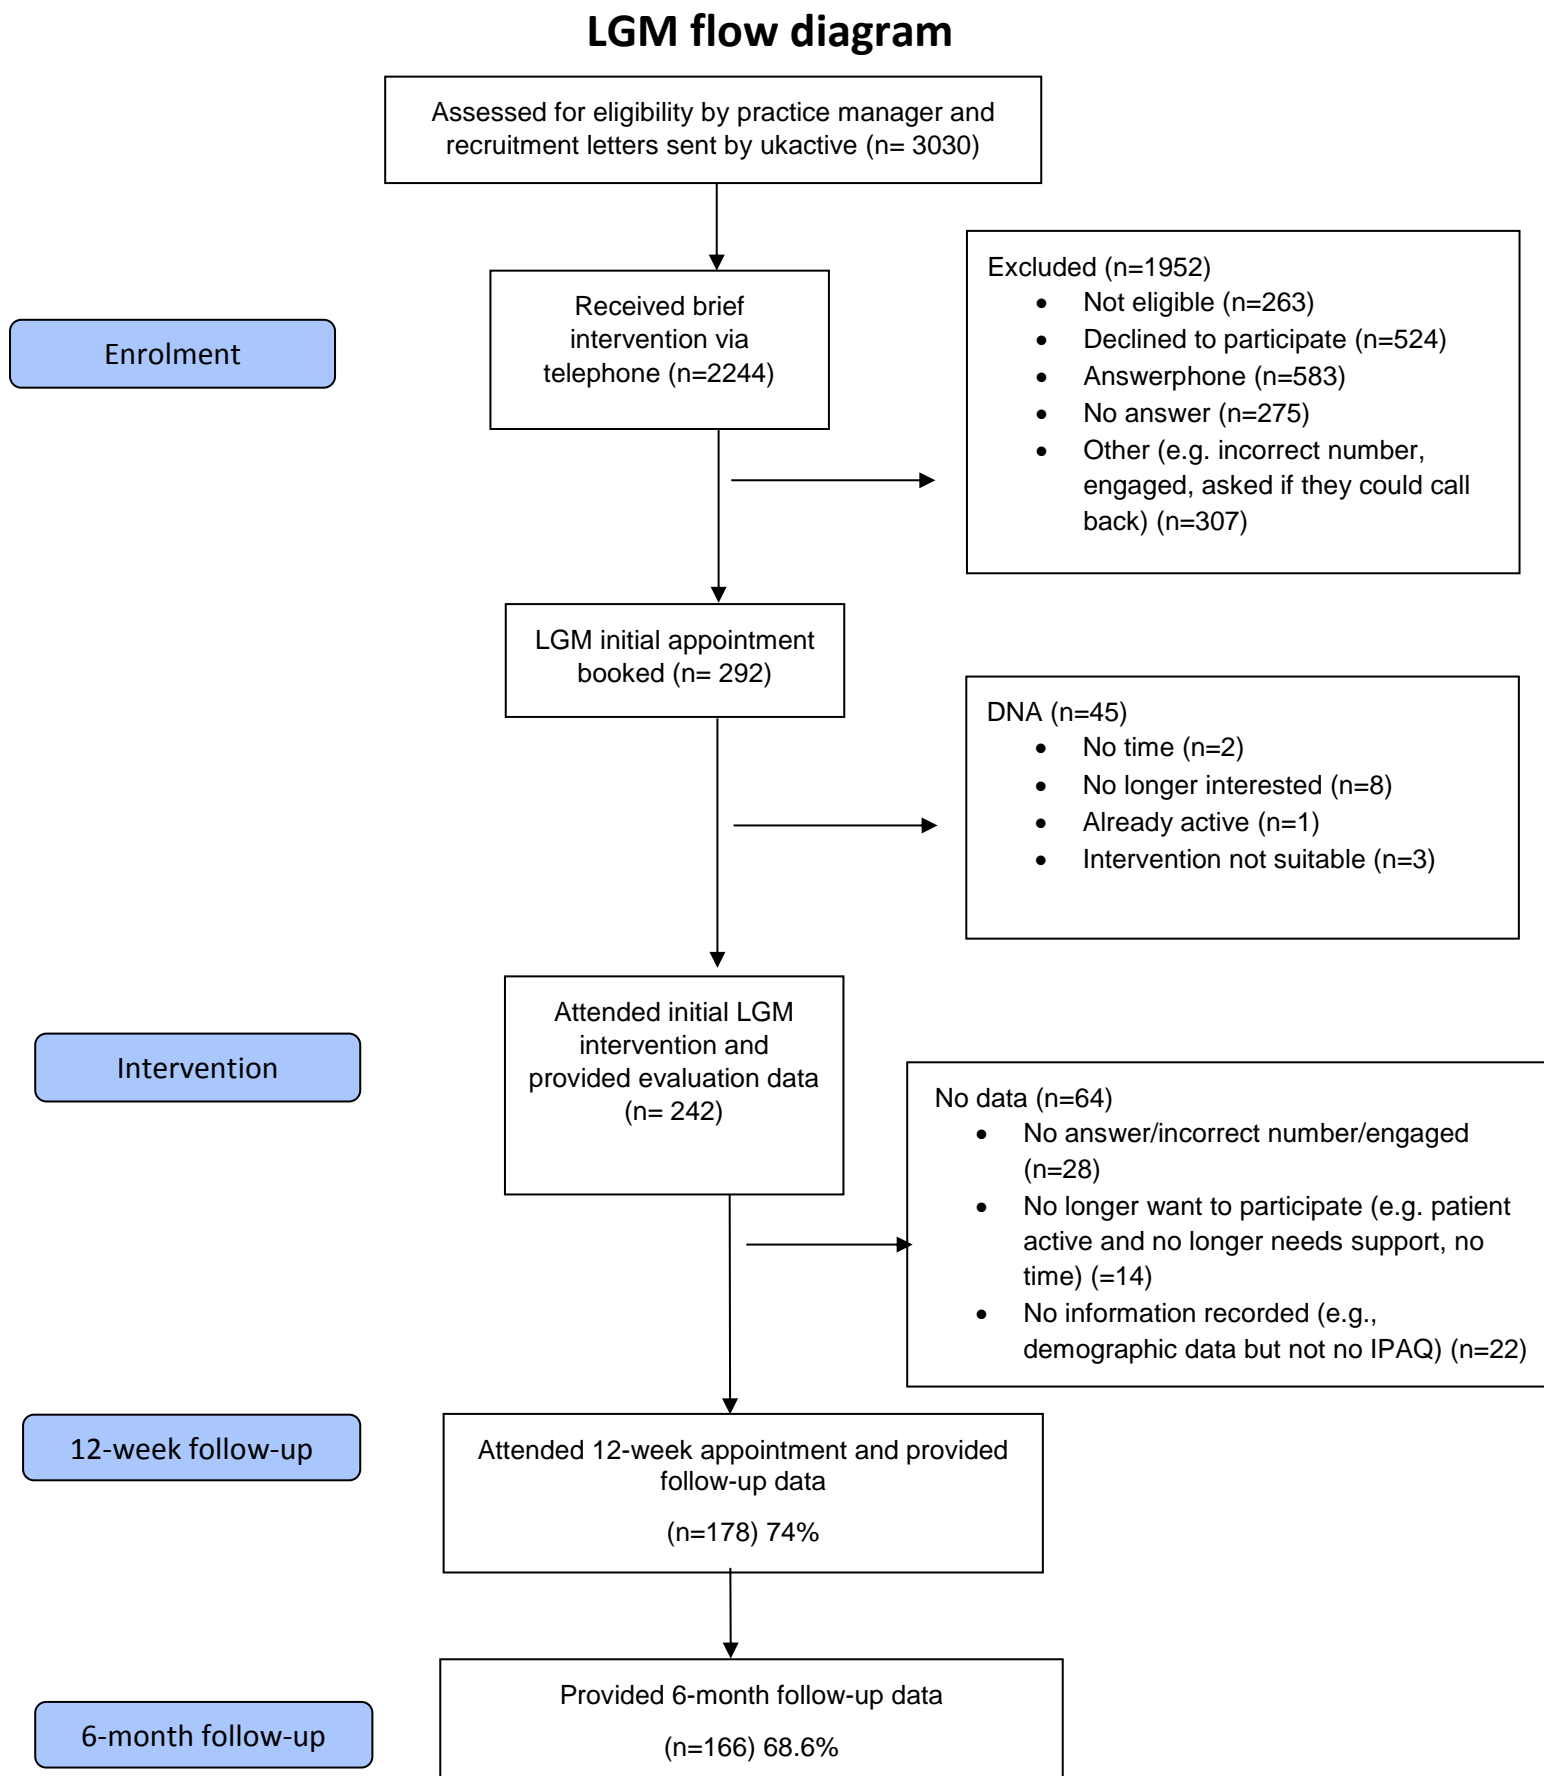 LGM flow diagram
Assessed for eligibility by practice manager and
recruitment letters sent by ukactive (n= 3030)
Enrolment
Received brief
intervention via
telephone (n=2244)
Excluded (n=1952)
• Not eligible (n=263)
• Declined to participate (n=524)
• Answerphone (n=583)
• No answer (n=275)
• Other (e.g. incorrect number,
engaged, asked if they could call
back) (n=307)
LGM initial appointment
booked (n= 292)
DNA (n=45)
• No time (n=2)
• No longer interested (n=8)
• Already active (n=1)
• Intervention not suitable (n=3)
Intervention
Attended initial LGM
intervention and
provided evaluation data
(n= 242)
No data (n=64)
• No answer/incorrect number/engaged
(n=28)
• No longer want to participate (e.g. patient
active and no longer needs support, no
time) (=14)
• No information recorded (e.g.,
demographic data but not no IPAQ) (n=22)
12-week follow-up
Attended 12-week appointment and provided
follow-up data
(n=178) 74%
6-month follow-up
Provided 6-month follow-up data
(n=166) 68.6%